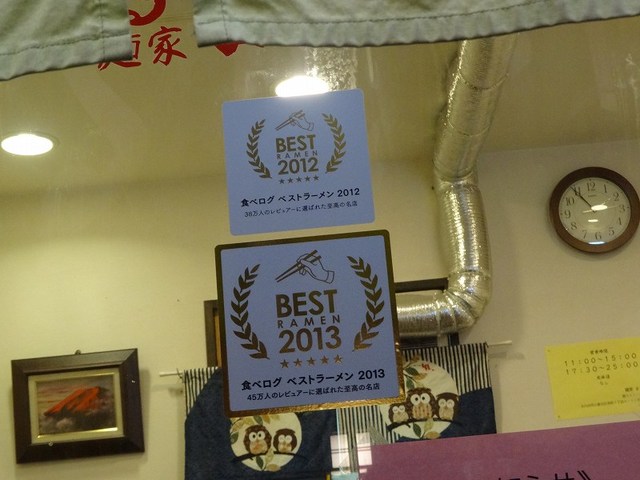 麺家
BEST
RAMEN
2012
食べログ ベストラーメン 2012
36万人のレビュアーに選ばれた至高の名店
BEST
RAMEN
2013
食べログ ベストラーメン 2013
45万人のレビュアーに選ばれた至高の名店
営業時間
11:00~15:00
17:30~25:00